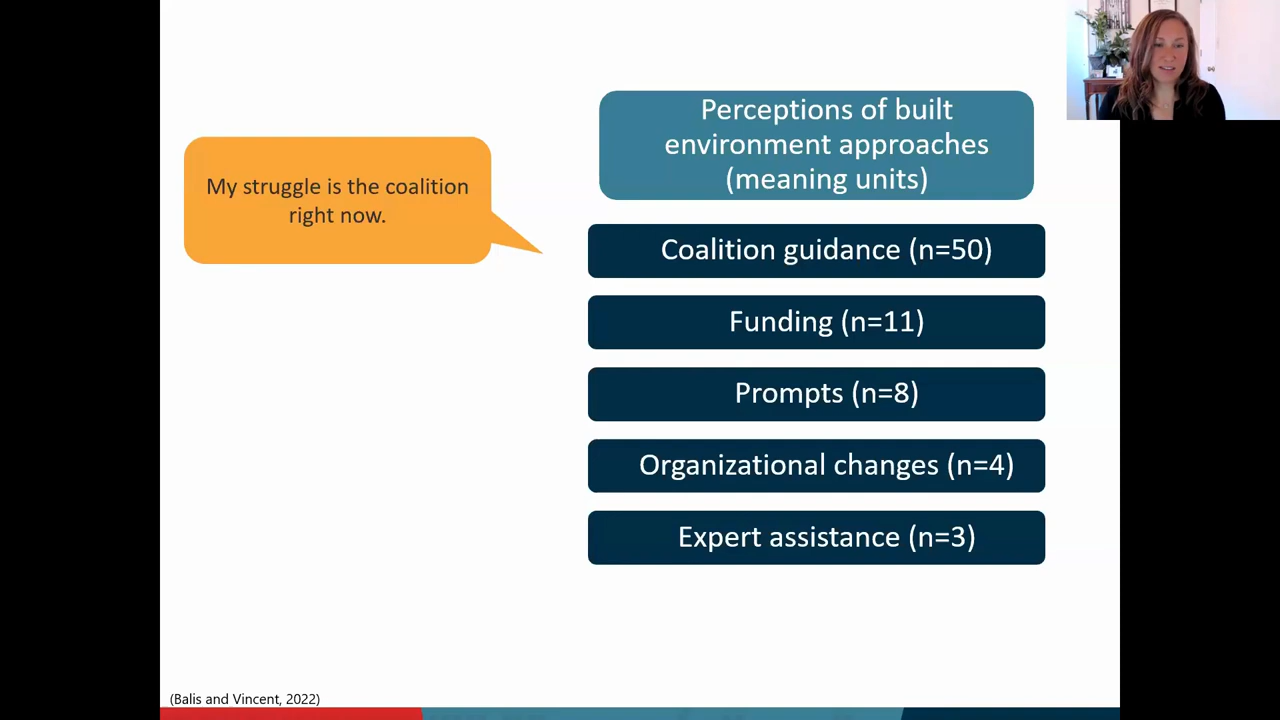 My struggle is the coalition
right now.
Perceptions of built
environment approaches
(meaning units)
Coalition guidance (n=50)
Funding (n=11)
Prompts (n=8)
Organizational changes (n=4)
Expert assistance (n=3)
(Balis and Vincent, 2022)